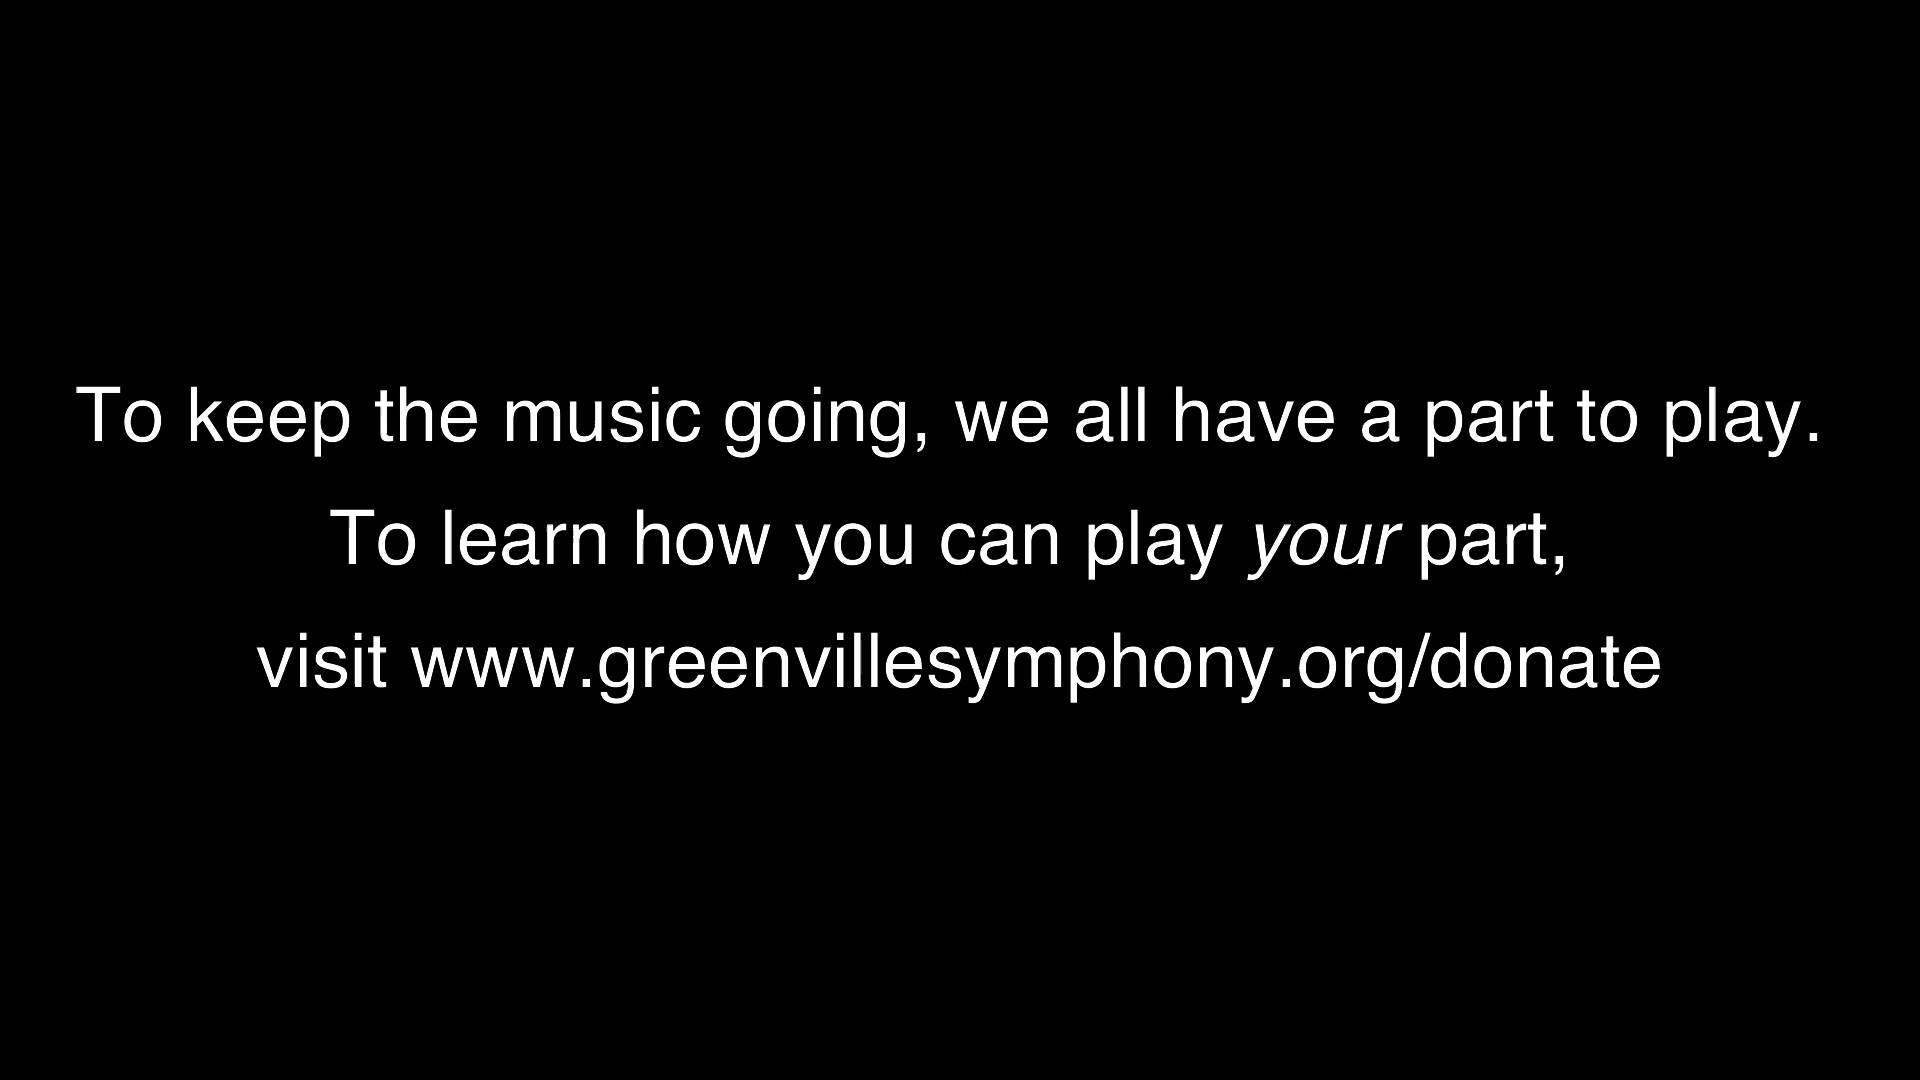 To keep the music going, we all have a part to play.
To learn how you can play your part,
visit www.greenvillesymphony.org/donate